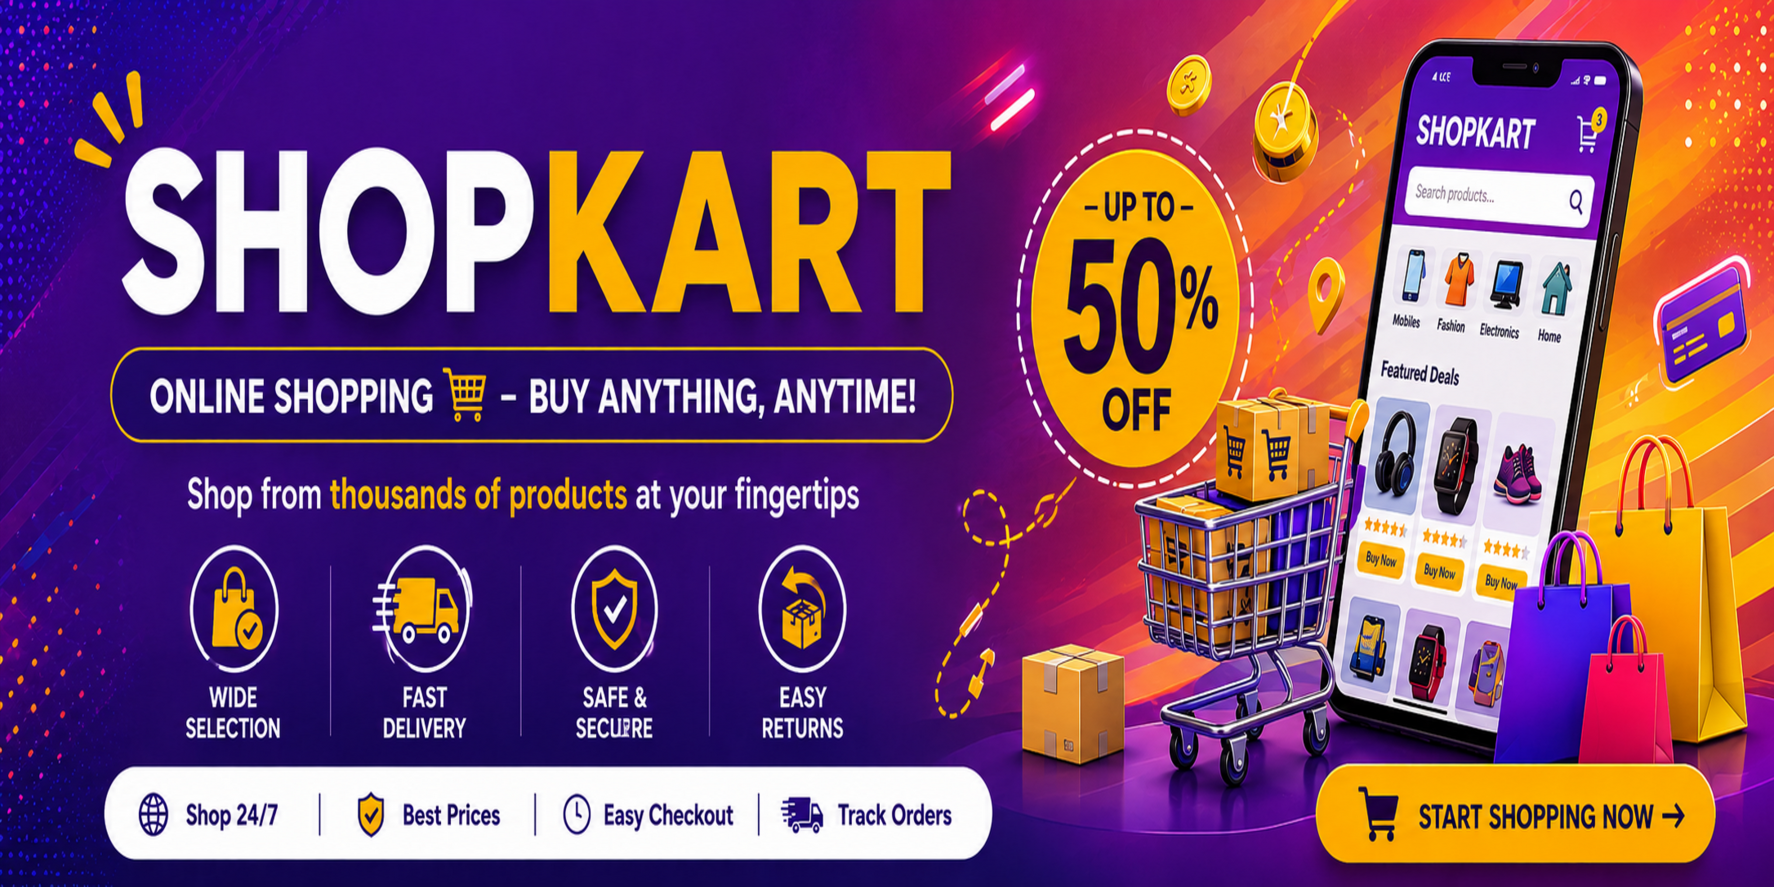 SHOPKART
ONLINE SHOPPING – BUY ANYTHING, ANYTIME!
Shop from thousands of products at your fingertips
WIDE
SELECTION
FAST
DELIVERY
SAFE &
EASY
RETURNS
Shop 24/7
Best Prices
Easy Checkout
Track Orders
– UP TO –
50%
OFF
SHOPKART
3
Search products...
Mobiles
Fashion
Electronics
Home
Featured Deals
Buy Now
Buy Now
Buy Now
START SHOPPING NOW →